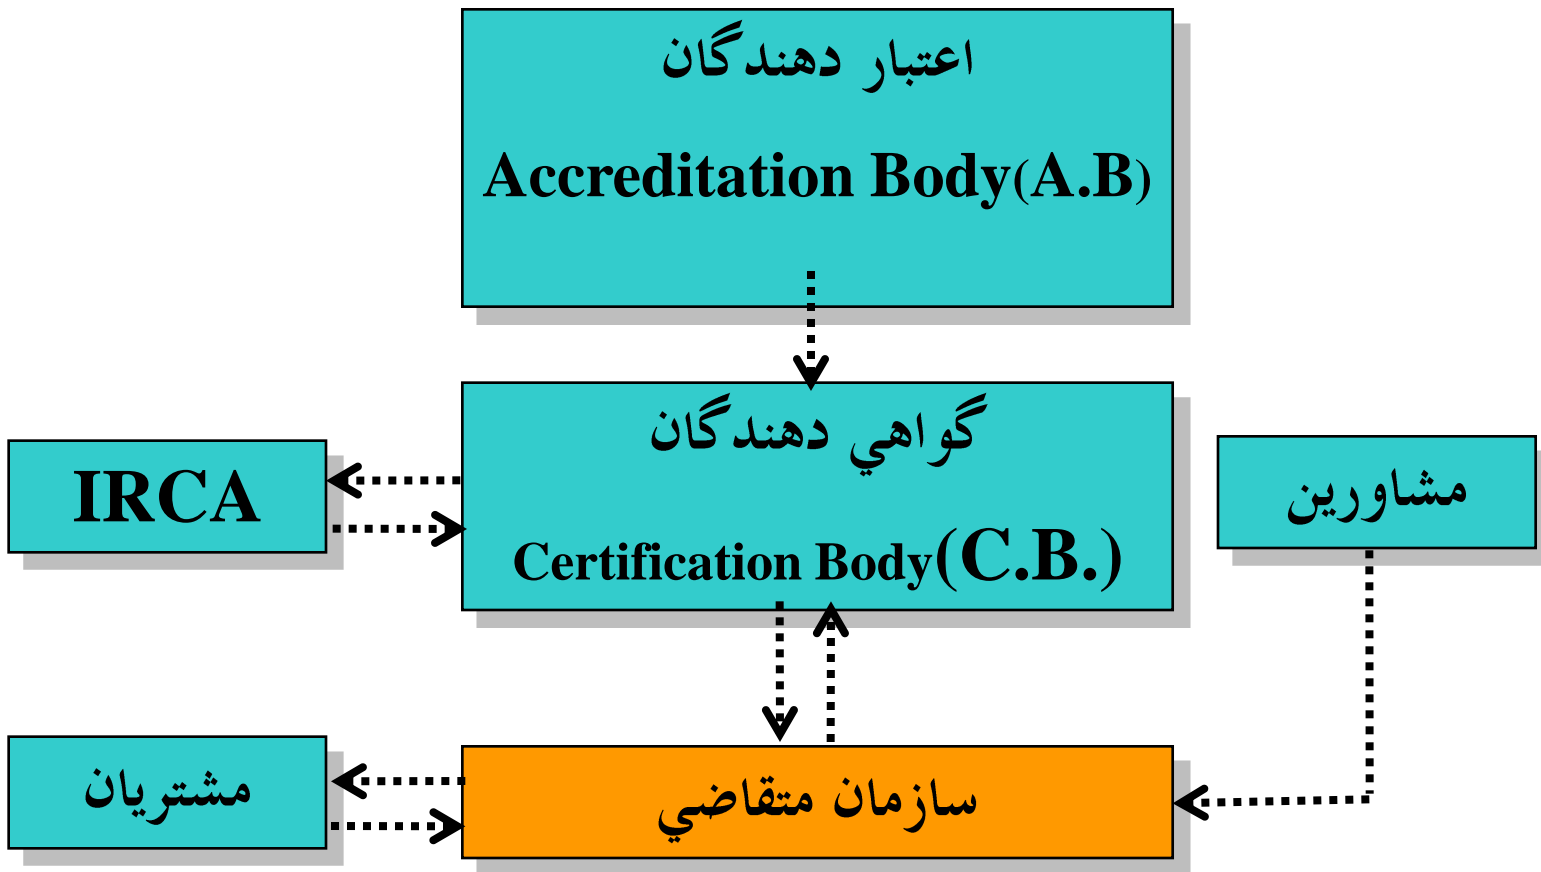 اعتبار دهندگان
Accreditation Body(A.B)
گواهي دهندگان
Certification Body(C.B.)
IRCA
مشاورين
مشتريان
سازمان متقاضي